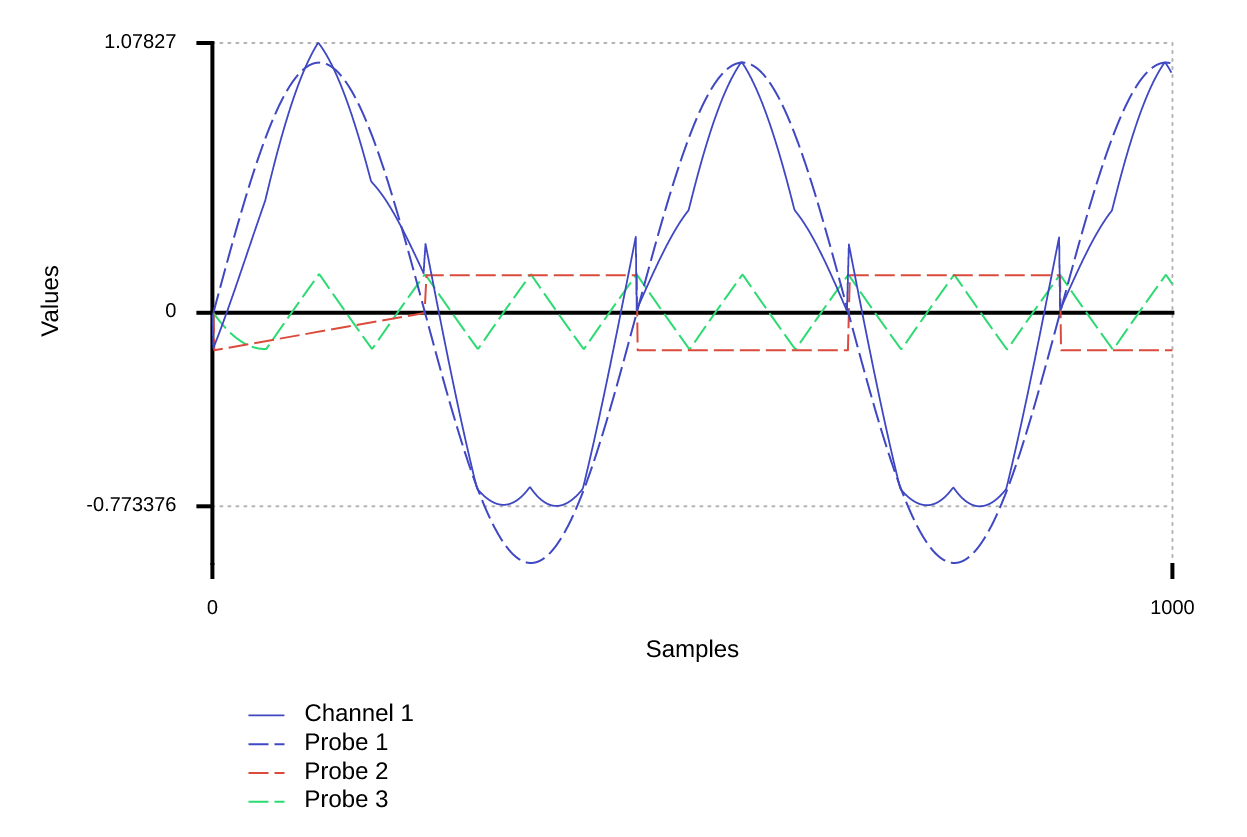 1.07827
Values
0
-0.773376
0
1000
Samples
Channel 1
Probe 1
Probe 2
Probe 3